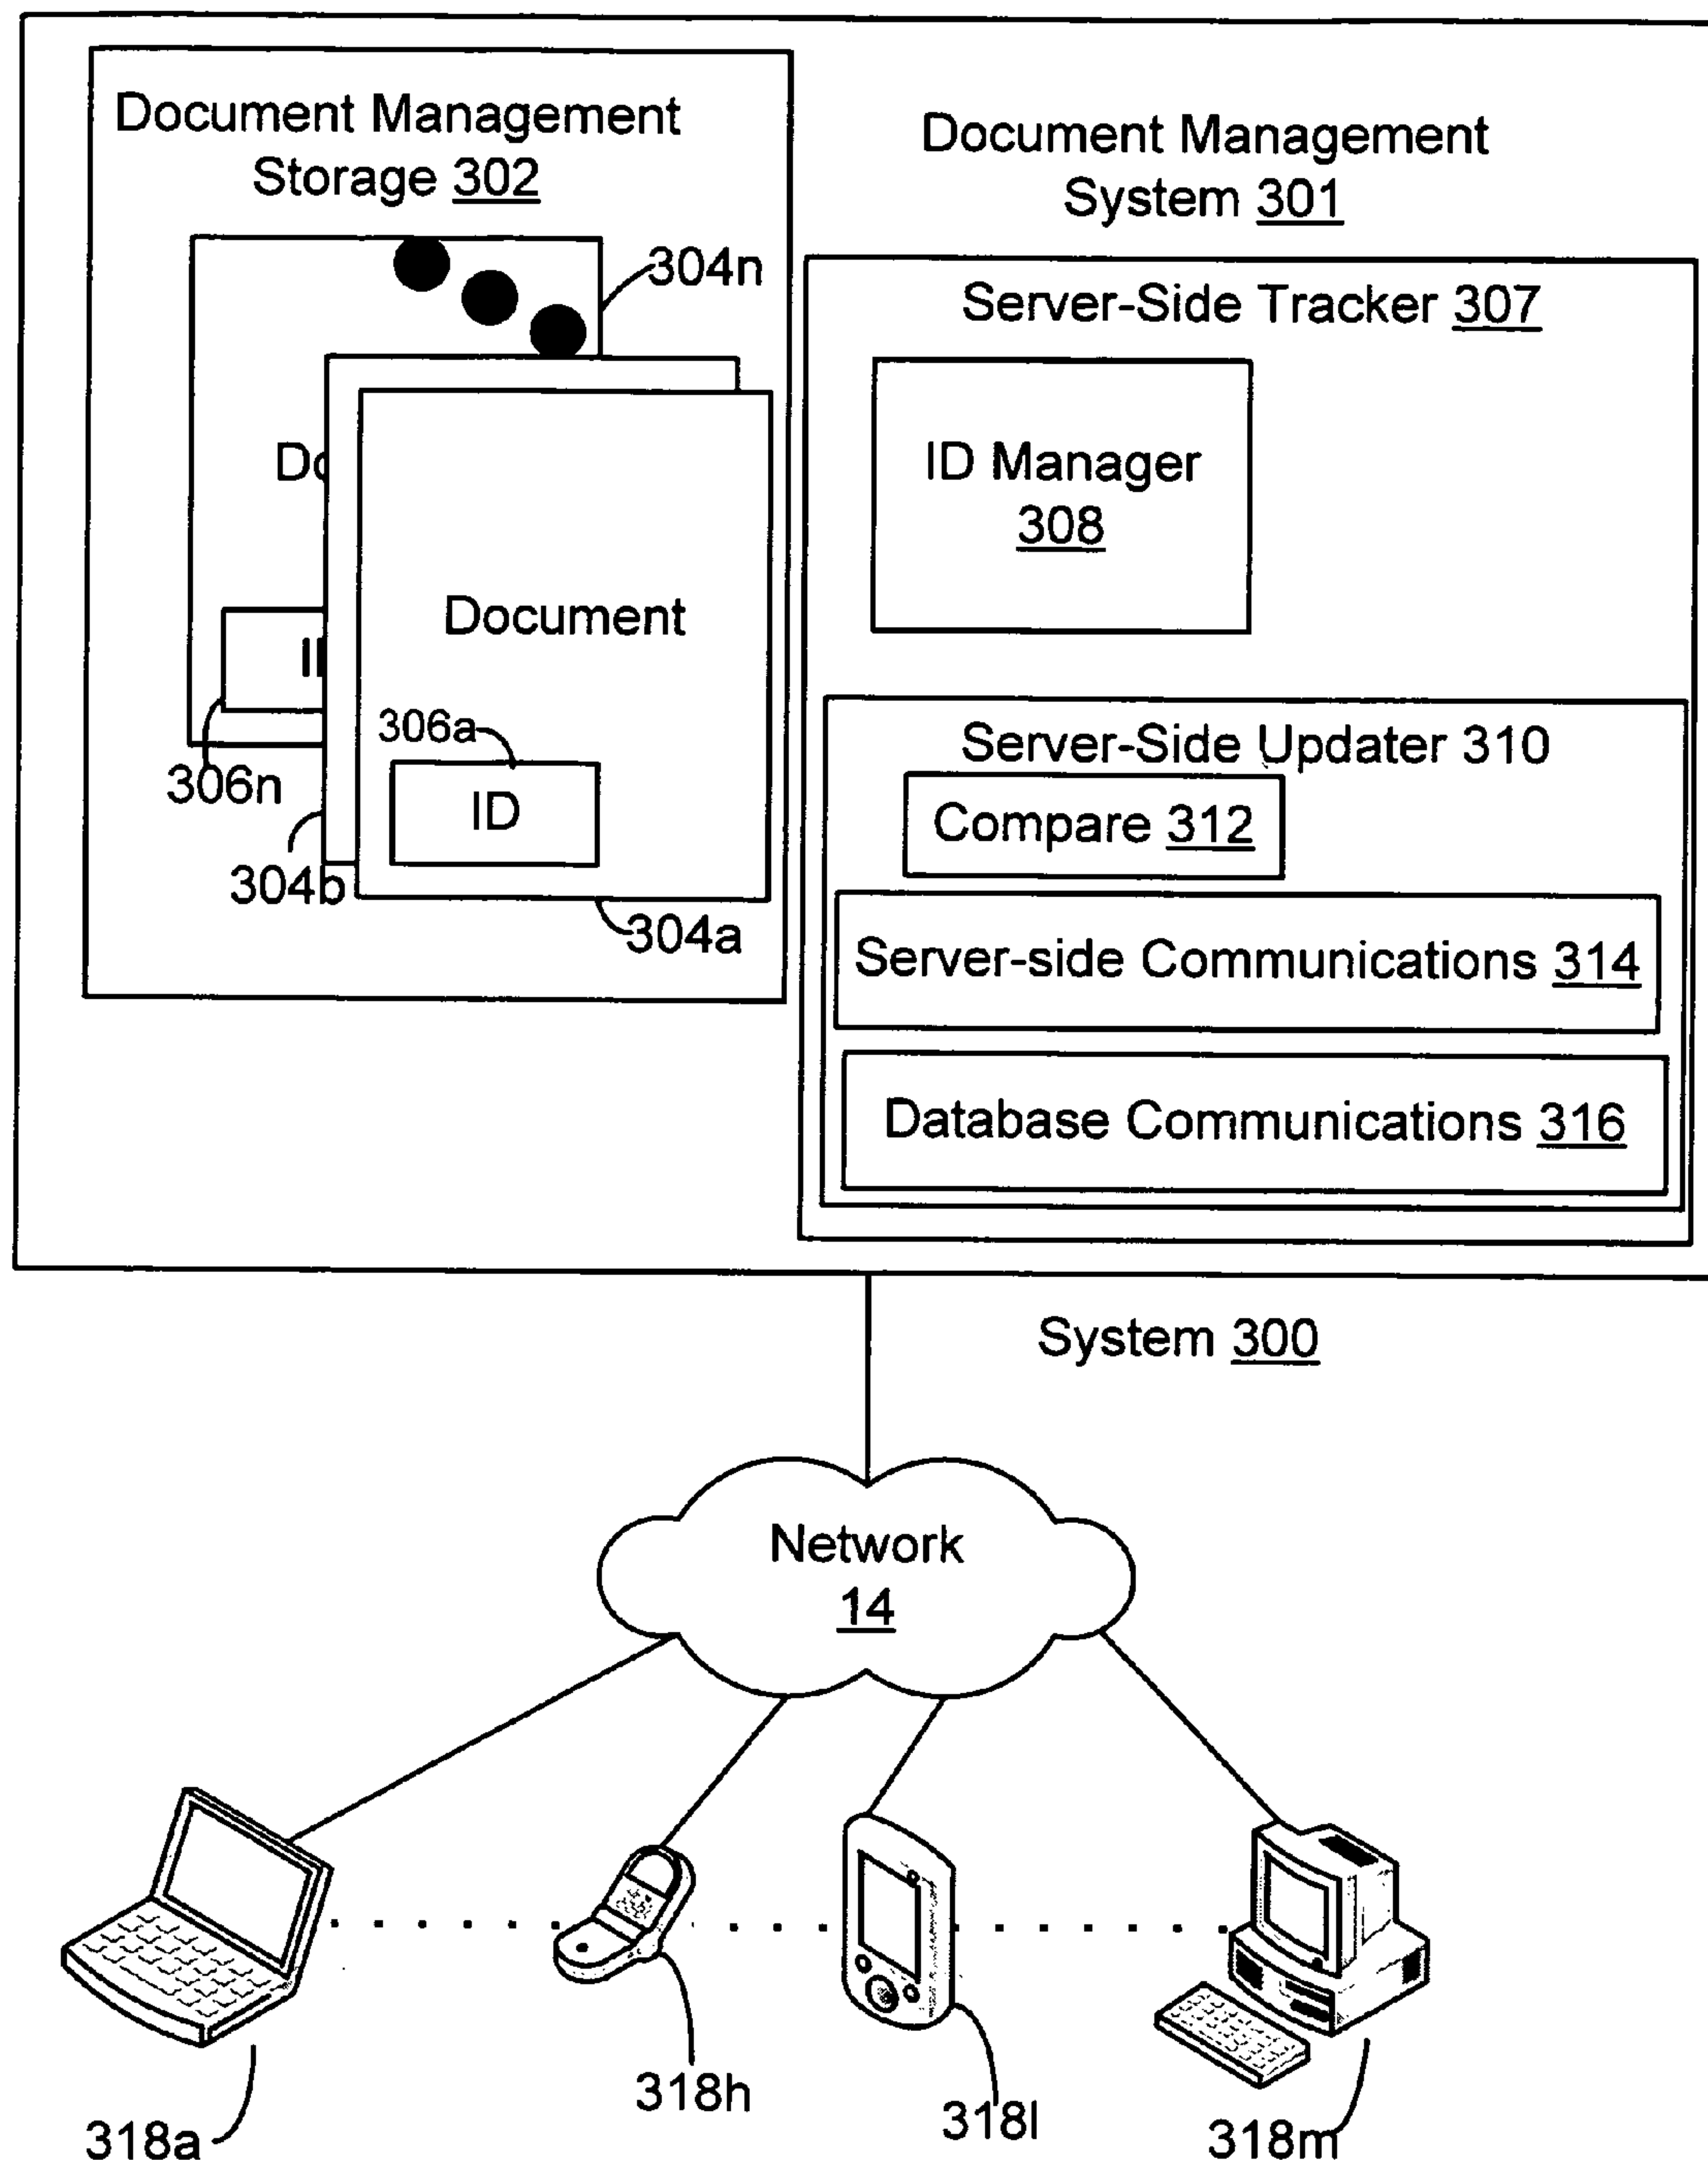 Document Management
Storage 302
Document Management
System 301
304n
Server-Side Tracker 307
ID Manager
308
Do
Document
306a
ID
306n
304b
304a
Server-Side Updater 310
Compare 312
Server-side Communications 314
Database Communications 316
System 300
Network
14
318a
318h
318l
318m